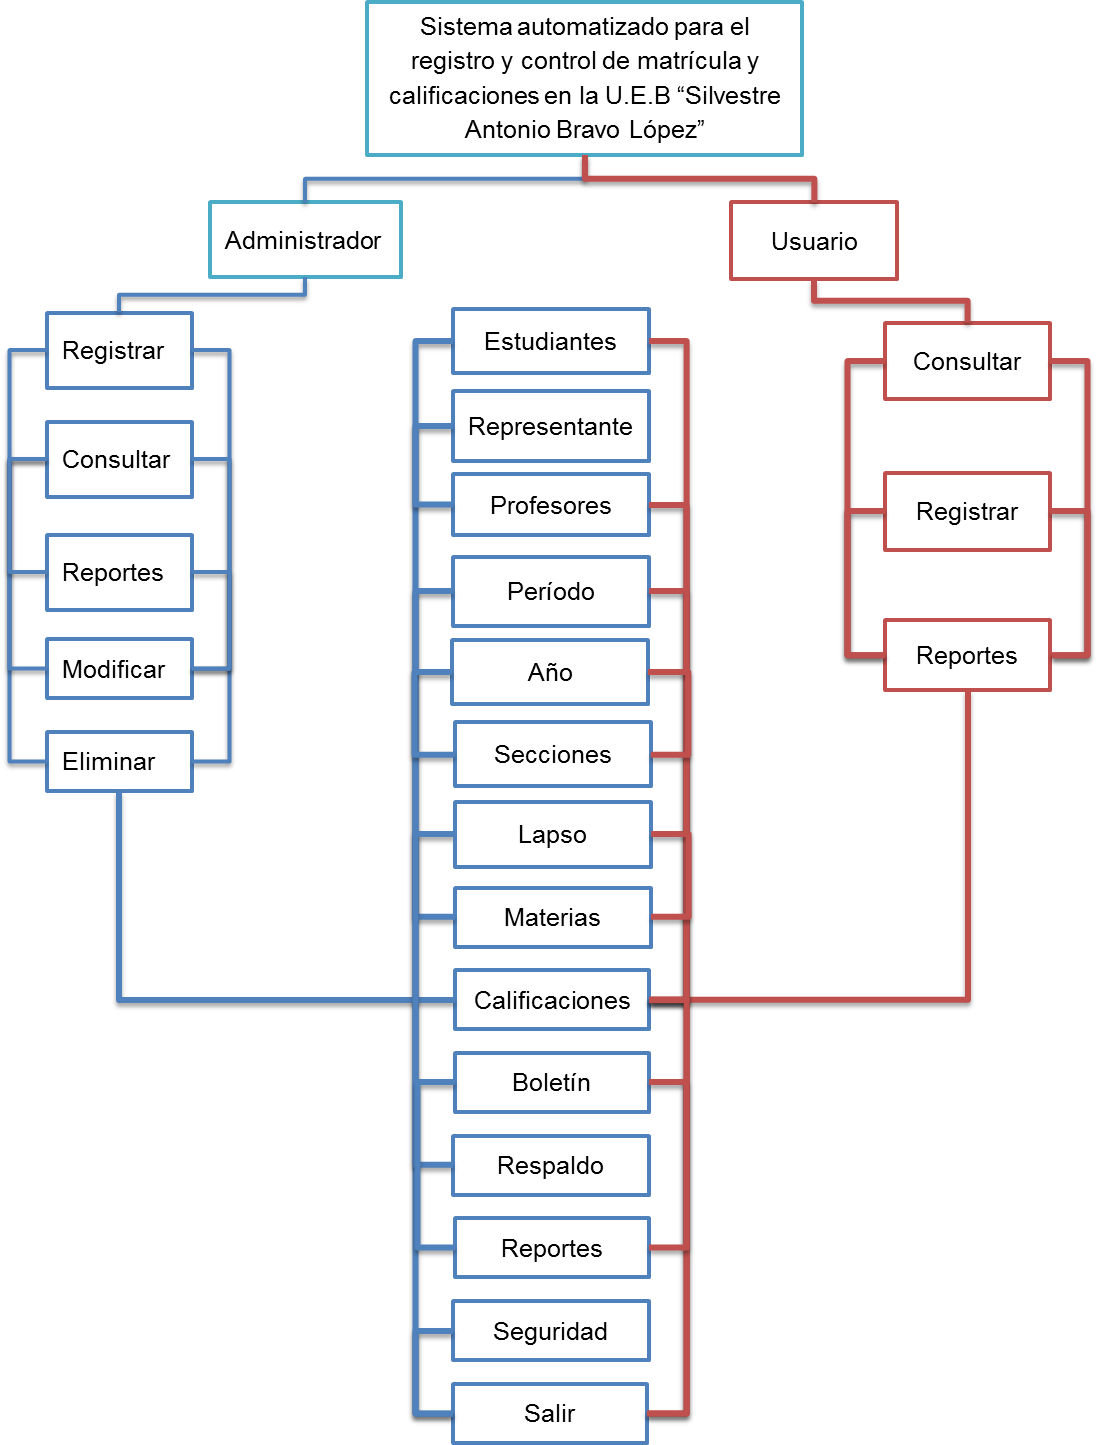 Sistema automatizado para el
registro y control de matrícula y
calificaciones en la U.E.B “Silvestre
Antonio Bravo López”
Administrador
Usuario
Registrar
Consultar
Reportes
Modificar
Eliminar
Estudiantes
Representante
Profesores
Período
Año
Secciones
Lapso
Materias
Calificaciones
Boletín
Respaldo
Reportes
Seguridad
Salir
Consultar
Registrar
Reportes